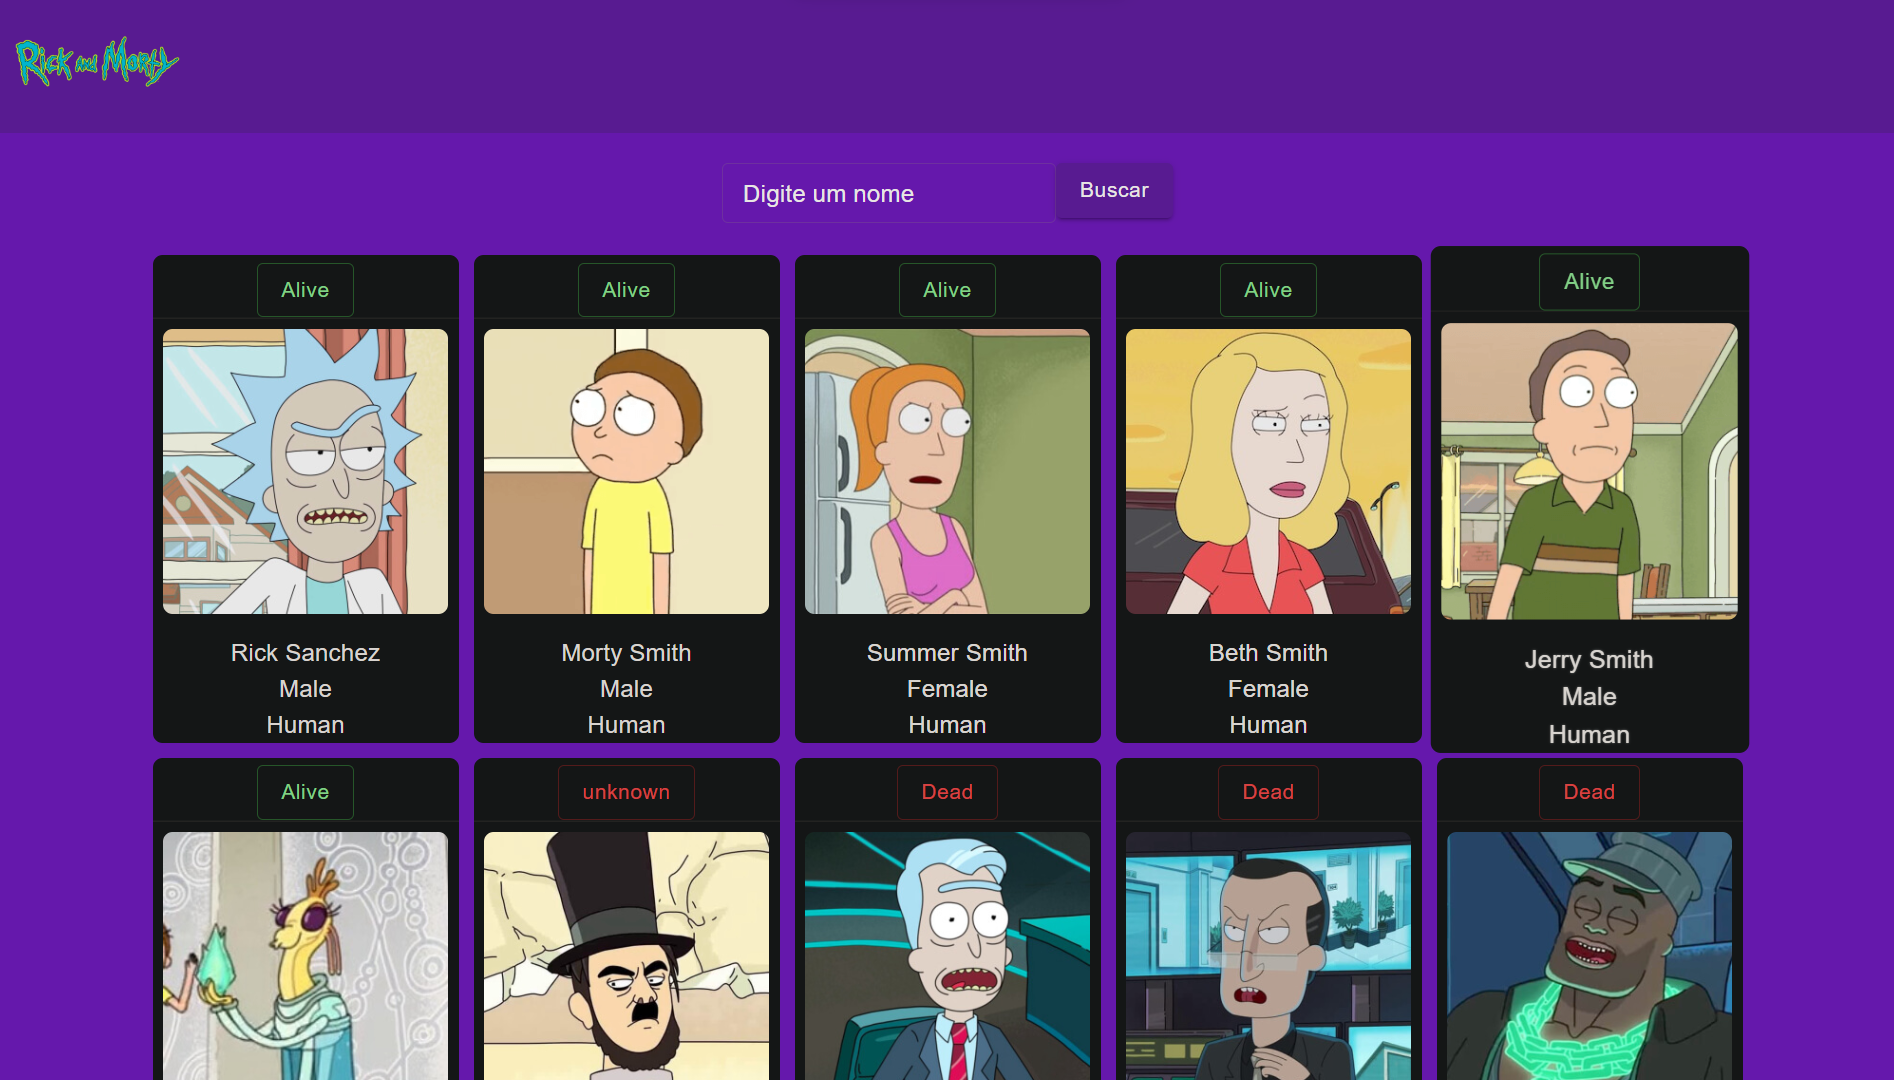 Rick and Morty
Digite um nome
Buscar
Alive
Alive
Alive
Alive
Alive
Rick Sanchez
Male
Human
Morty Smith
Male
Human
Summer Smith
Female
Human
Beth Smith
Female
Human
Jerry Smith
Male
Human
Alive
unknown
Dead
Dead
Dead